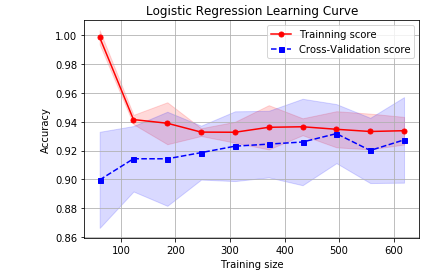 Logistic Regression Learning Curve
Trainning score
Cross-Validation score
1.00
0.98
0.96
0.94
0.92
0.90
0.88
0.86
Accuracy
100
200
300
400
500
600
Training size